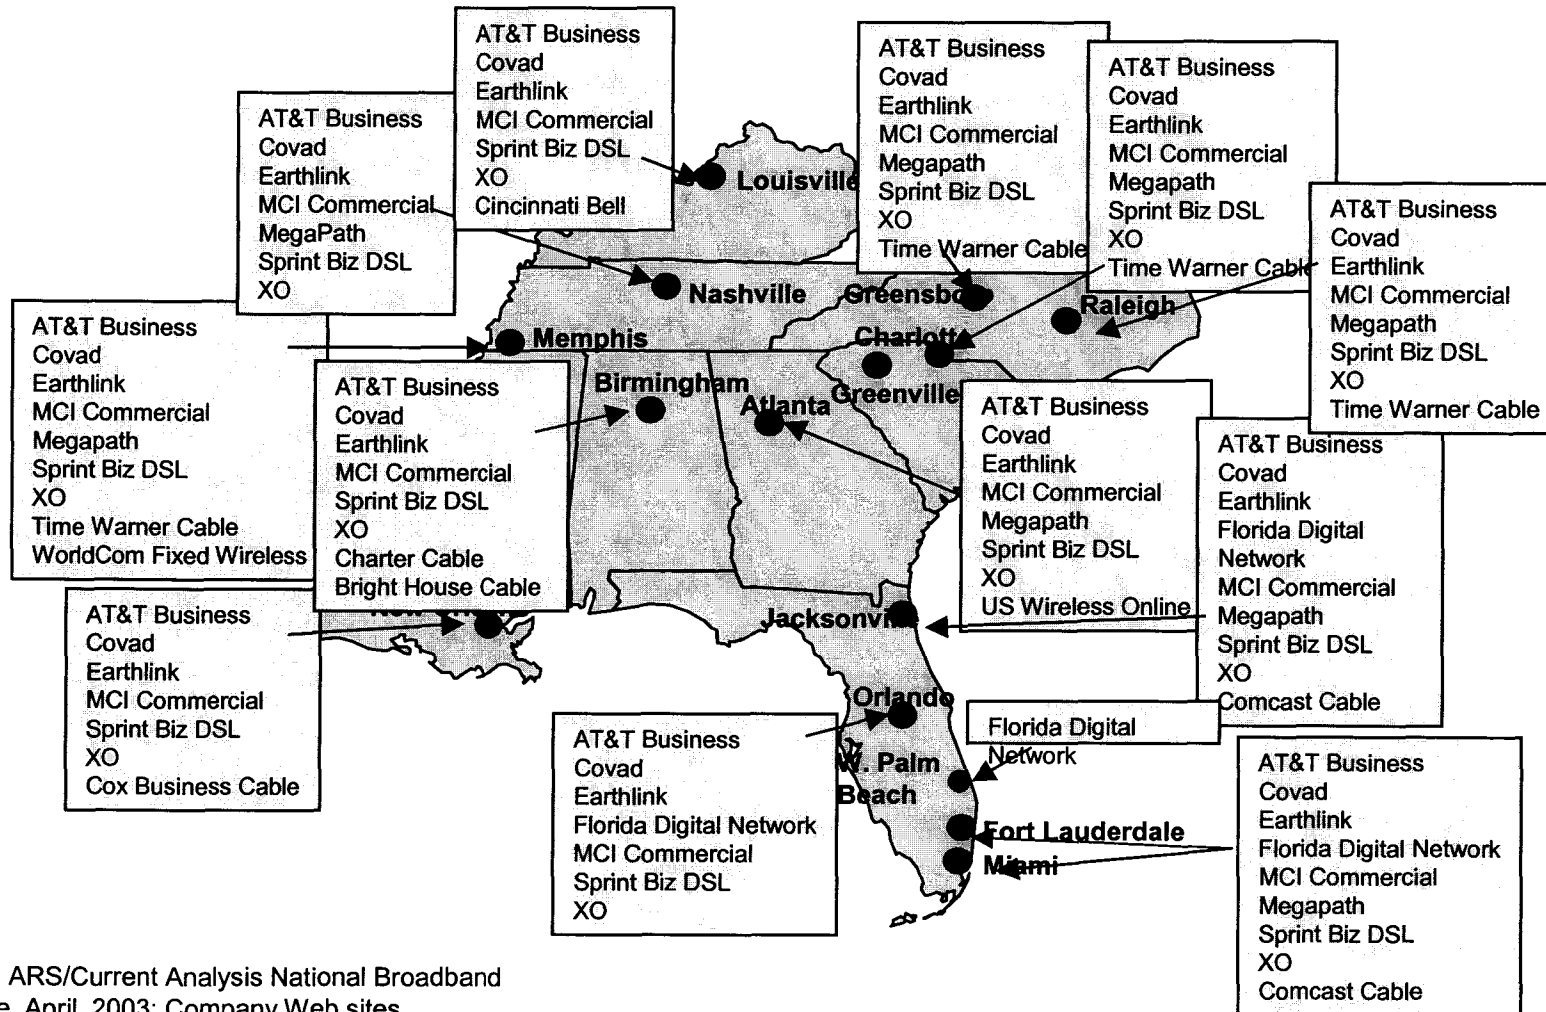 AT&T Business
Covad
Earthlink
MCI Commercial
Sprint Biz DSL
XO
Cincinnati Bell
AT&T Business
Covad
Earthlink
MCI Commercial
MegaPath
Sprint Biz DSL
XO
AT&T Business
Covad
Earthlink
MCI Commercial
Megapath
Sprint Biz DSL
XO
Time Warner Cable
AT&T Business
Covad
Earthlink
MCI Commercial
Megapath
Sprint Biz DSL
XO
Time Warner Cable
AT&T Business
Covad
Earthlink
MCI Commercial
Megapath
Sprint Biz DSL
XO
Time Warner Cable
Louisville
Nashville
Raleigh
Memphis
Birmingham
Atlanta
Greenville
AT&T Business
Covad
Earthlink
MCI Commercial
Megapath
Sprint Biz DSL
XO
Time Warner Cable
WorldCom Fixed Wireless
AT&T Business
Covad
Earthlink
MCI Commercial
Sprint Biz DSL
XO
Charter Cable
Bright House Cable
AT&T Business
Covad
Earthlink
MCI Commercial
Megapath
Sprint Biz DSL
XO
US Wireless Online
AT&T Business
Covad
Earthlink
Florida Digital
Network
MCI Commercial
Megapath
Sprint Biz DSL
XO
Comcast Cable
AT&T Business
Covad
Earthlink
MCI Commercial
Sprint Biz DSL
XO
Cox Business Cable
Jacksonville
Orlando
W. Palm
Beach
Fort Lauderdale
Miami
Florida Digital
Network
AT&T Business
Covad
Earthlink
Florida Digital Network
MCI Commercial
Sprint Biz DSL
XO
AT&T Business
Covad
Earthlink
Florida Digital Network
MCI Commercial
Megapath
Sprint Biz DSL
XO
Comcast Cable
ARS/Current Analysis National Broadband
April, 2003; Company Web sites